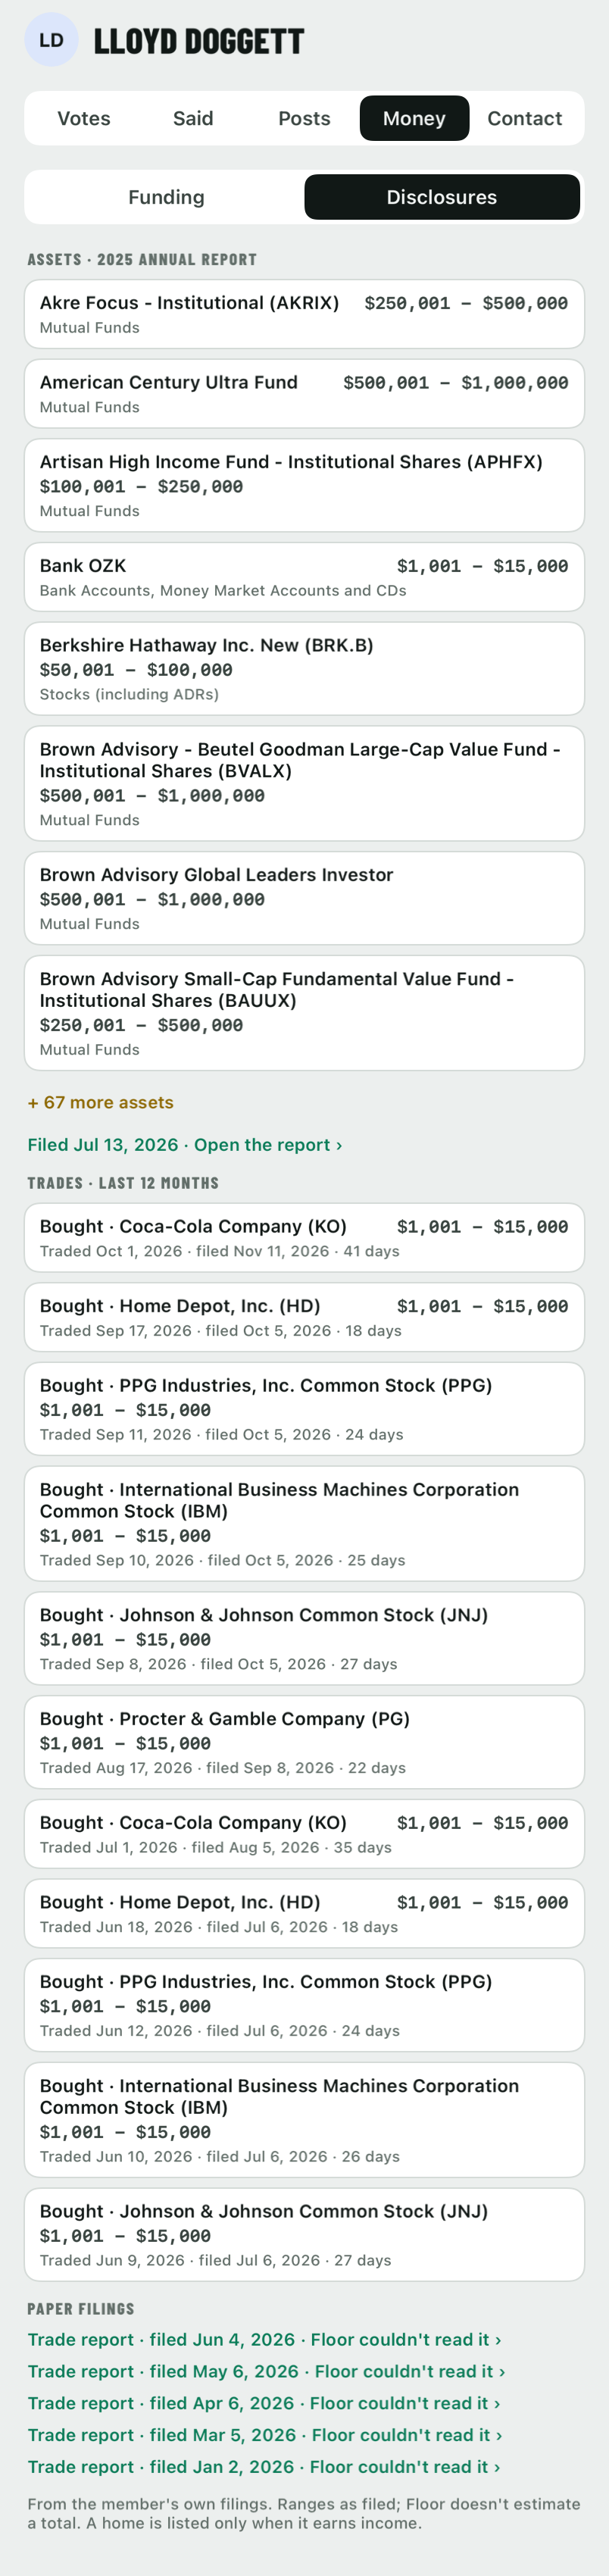 LD
LLOYD DOGGETT
Votes
Said
Posts
Money
Contact
Funding
Disclosures
ASSETS · 2025 ANNUAL REPORT
Akre Focus - Institutional (AKRIX) $250,001 – $500,000
Mutual Funds
American Century Ultra Fund $500,001 – $1,000,000
Mutual Funds
Artisan High Income Fund - Institutional Shares (APHFX)
$100,001 – $250,000
Mutual Funds
Bank OZK $1,001 – $15,000
Bank Accounts, Money Market Accounts and CDs
Berkshire Hathaway Inc. New (BRK.B)
$50,001 – $100,000
Stocks (including ADRs)
Brown Advisory - Beutel Goodman Large-Cap Value Fund -
Institutional Shares (BVALX)
$500,001 – $1,000,000
Mutual Funds
Brown Advisory Global Leaders Investor
$500,001 – $1,000,000
Mutual Funds
Brown Advisory Small-Cap Fundamental Value Fund -
Institutional Shares (BAUUX)
$250,001 – $500,000
Mutual Funds
+ 67 more assets
Filed Jul 13, 2026 · Open the report ›
TRADES · LAST 12 MONTHS
Bought · Coca-Cola Company (KO) $1,001 – $15,000
Traded Oct 1, 2026 · filed Nov 11, 2026 · 41 days
Bought · Home Depot, Inc. (HD) $1,001 – $15,000
Traded Sep 17, 2026 · filed Oct 5, 2026 · 18 days
Bought · PPG Industries, Inc. Common Stock (PPG)
$1,001 – $15,000
Traded Sep 11, 2026 · filed Oct 5, 2026 · 24 days
Bought · International Business Machines Corporation
Common Stock (IBM)
$1,001 – $15,000
Traded Sep 10, 2026 · filed Oct 5, 2026 · 25 days
Bought · Johnson & Johnson Common Stock (JNJ)
$1,001 – $15,000
Traded Sep 8, 2026 · filed Oct 5, 2026 · 27 days
Bought · Procter & Gamble Company (PG)
$1,001 – $15,000
Traded Aug 17, 2026 · filed Sep 8, 2026 · 22 days
Bought · Coca-Cola Company (KO) $1,001 – $15,000
Traded Jul 1, 2026 · filed Aug 5, 2026 · 35 days
Bought · Home Depot, Inc. (HD) $1,001 – $15,000
Traded Jun 18, 2026 · filed Jul 6, 2026 · 18 days
Bought · PPG Industries, Inc. Common Stock (PPG)
$1,001 – $15,000
Traded Jun 12, 2026 · filed Jul 6, 2026 · 24 days
Bought · International Business Machines Corporation
Common Stock (IBM)
$1,001 – $15,000
Traded Jun 10, 2026 · filed Jul 6, 2026 · 26 days
Bought · Johnson & Johnson Common Stock (JNJ)
$1,001 – $15,000
Traded Jun 9, 2026 · filed Jul 6, 2026 · 27 days
PAPER FILINGS
Trade report · filed Jun 4, 2026 · Floor couldn't read it ›
Trade report · filed May 6, 2026 · Floor couldn't read it ›
Trade report · filed Apr 6, 2026 · Floor couldn't read it ›
Trade report · filed Mar 5, 2026 · Floor couldn't read it ›
Trade report · filed Jan 2, 2026 · Floor couldn't read it ›
From the member's own filings. Ranges as filed; Floor doesn't estimate
a total. A home is listed only when it earns income.